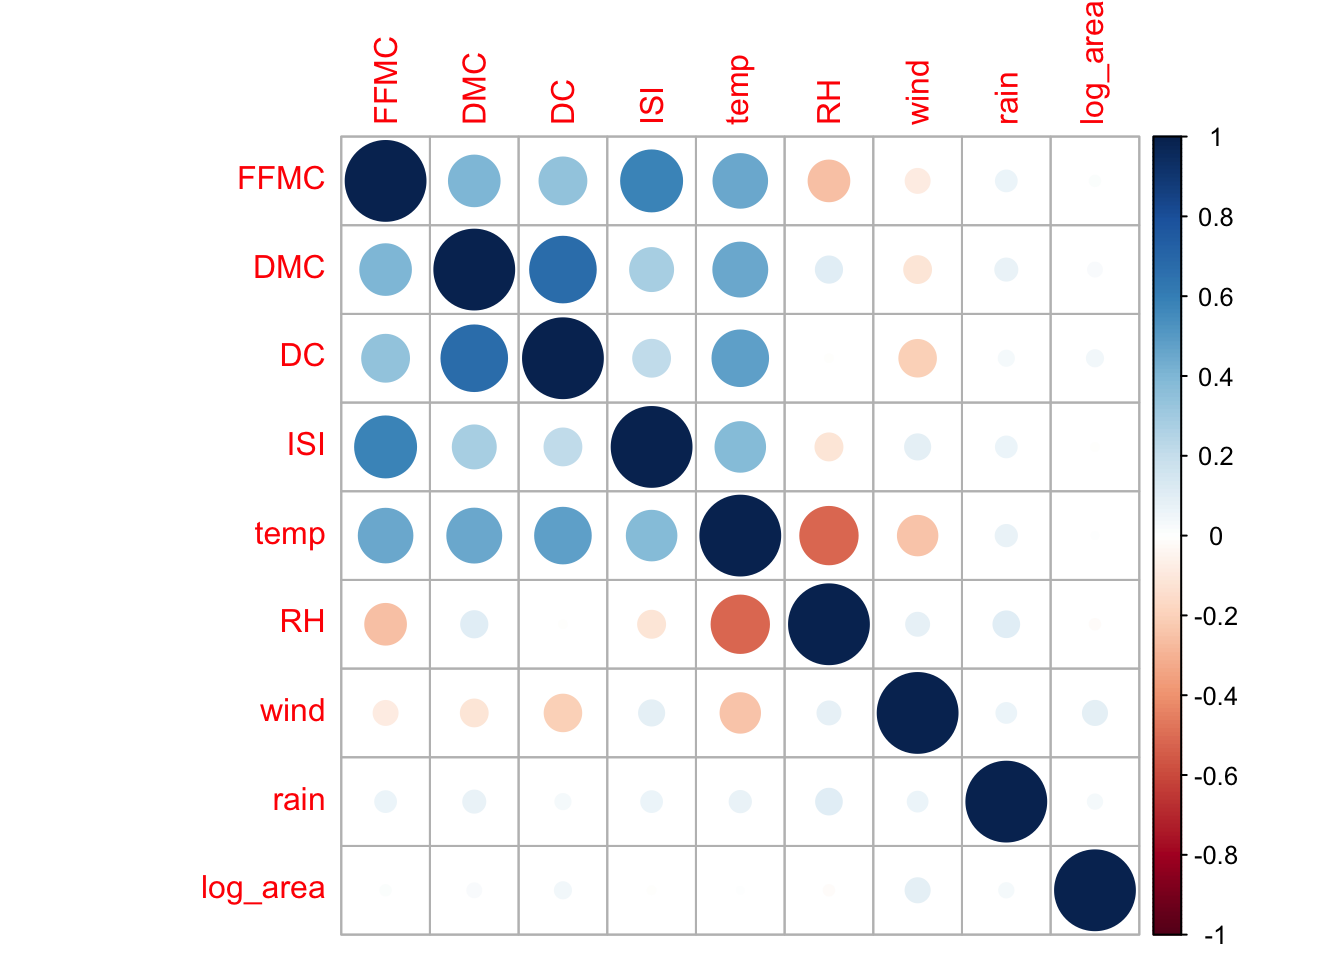 FFMC
DMC
DC
ISI
temp
RH
wind
rain
log_area
FFMC
DMC
DC
ISI
temp
RH
wind
rain
log_area
1
0.8
0.6
0.4
0.2
0
-0.2
-0.4
-0.6
-0.8
-1